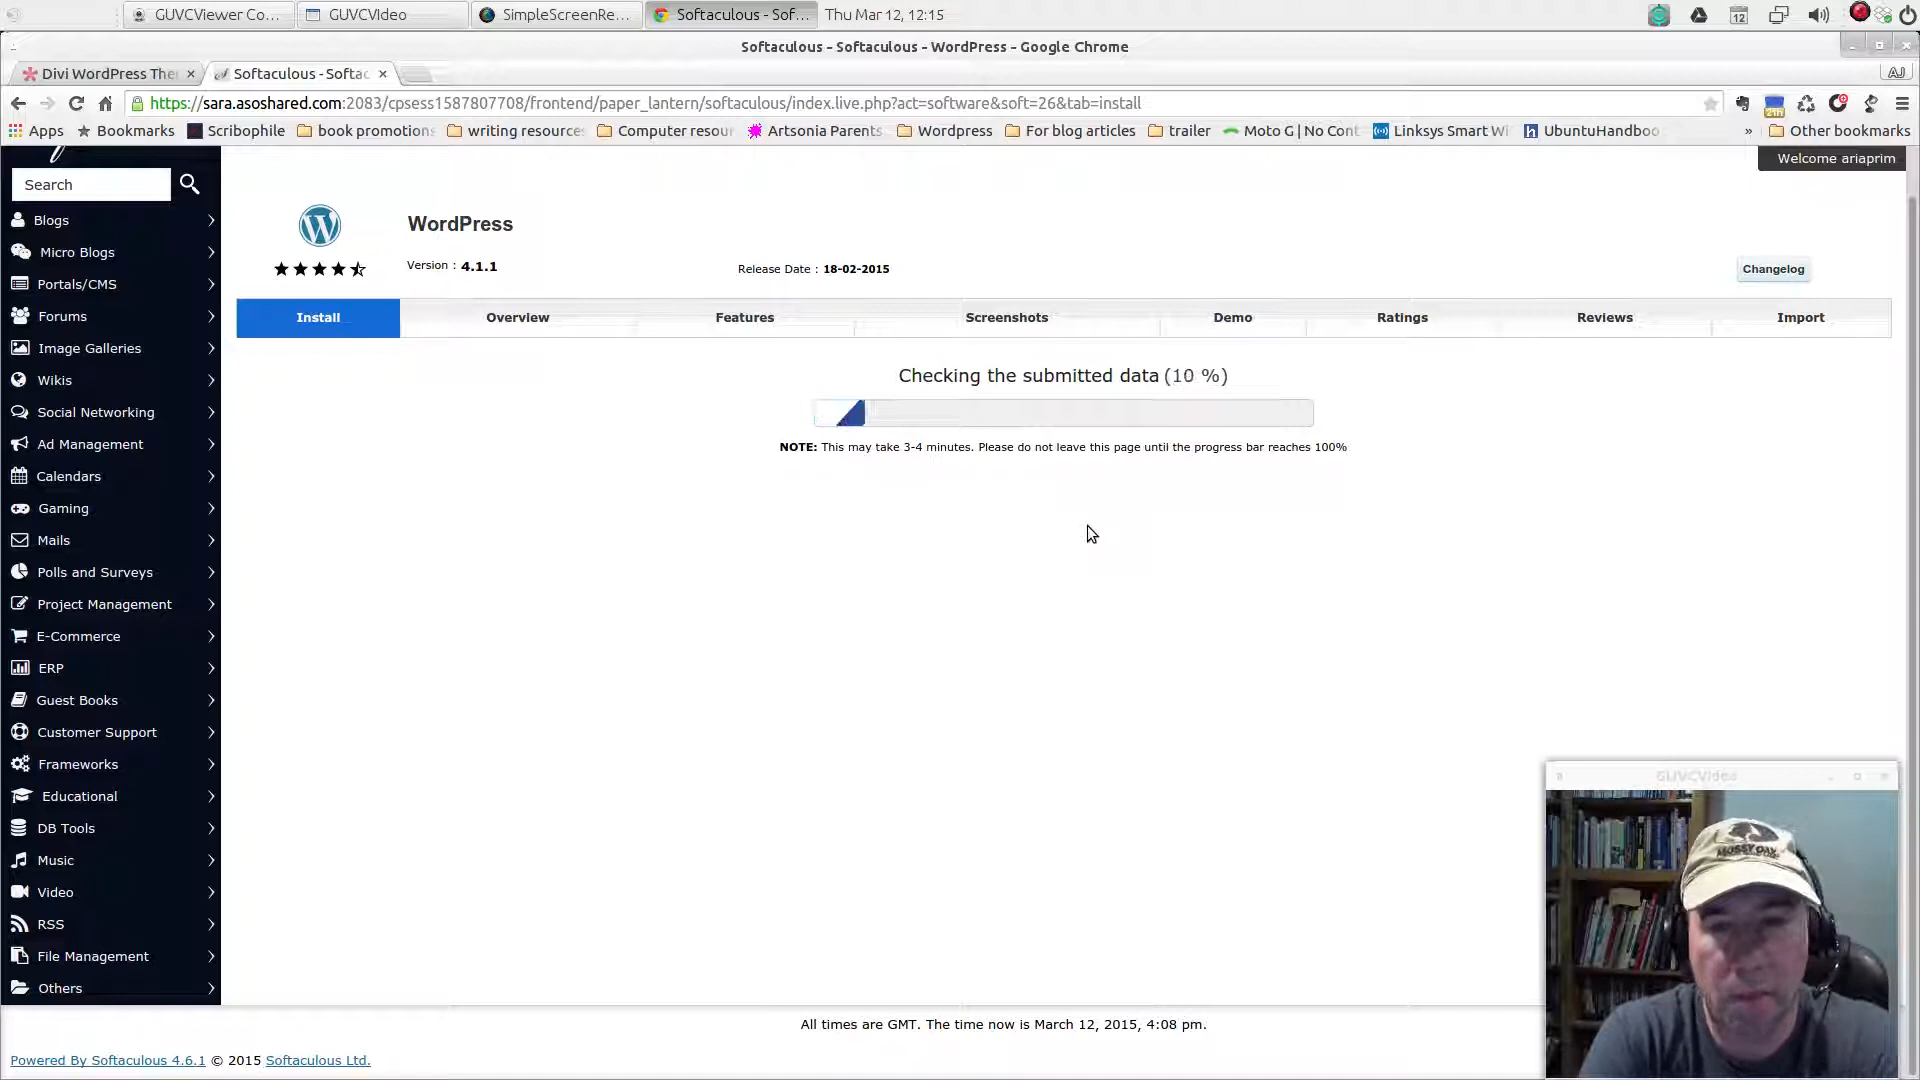 GUVCViewer Co...
GUVCVIdeo
SimpleScreenRe...
Softaculous - Sof...
Thu Mar 12, 12:15
12
Softaculous - Softaculous - WordPress - Google Chrome
Divi WordPress The
Softaculous - Softac
AJ
https://sara.asoshared.com:2083/cpsess1587807708/frontend/paper_lantern/softaculous/index.live.php?act=software&soft=26&tab=install
Apps
Bookmarks
Scribophile
book promotions
writing resources
Computer resou
Artsonia Parents
Wordpress
For blog articles
trailer
Moto G | No Cont
Linksys Smart Wi
UbuntuHandboo
»
Other bookmarks
Welcome ariaprim
Search
Blogs
Micro Blogs
Portals/CMS
Forums
Image Galleries
Wikis
Social Networking
Ad Management
Calendars
Gaming
Mails
Polls and Surveys
Project Management
E-Commerce
ERP
Guest Books
Customer Support
Frameworks
Educational
DB Tools
Music
Video
RSS
File Management
Others
WordPress
Version : 4.1.1
Release Date : 18-02-2015
Changelog
Install
Overview
Features
Screenshots
Demo
Ratings
Reviews
Import
Checking the submitted data (10 %)
NOTE: This may take 3-4 minutes. Please do not leave this page until the progress bar reaches 100%
GUVCVideo
MOSSY OAK
All times are GMT. The time now is March 12, 2015, 4:08 pm.
Powered By Softaculous 4.6.1 © 2015 Softaculous Ltd.